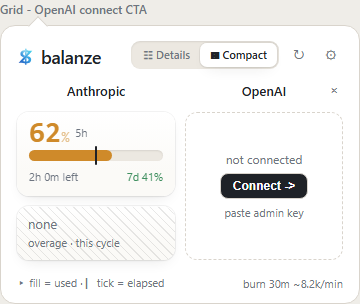 Grid - OpenAI connect CTA
balanze
Details
Compact
Anthropic
OpenAI
62% 5h
2h 0m left
7d 41%
none
overage · this cycle
not connected
Connect ->
paste admin key
fill = used · | tick = elapsed
burn 30m ~8.2k/min